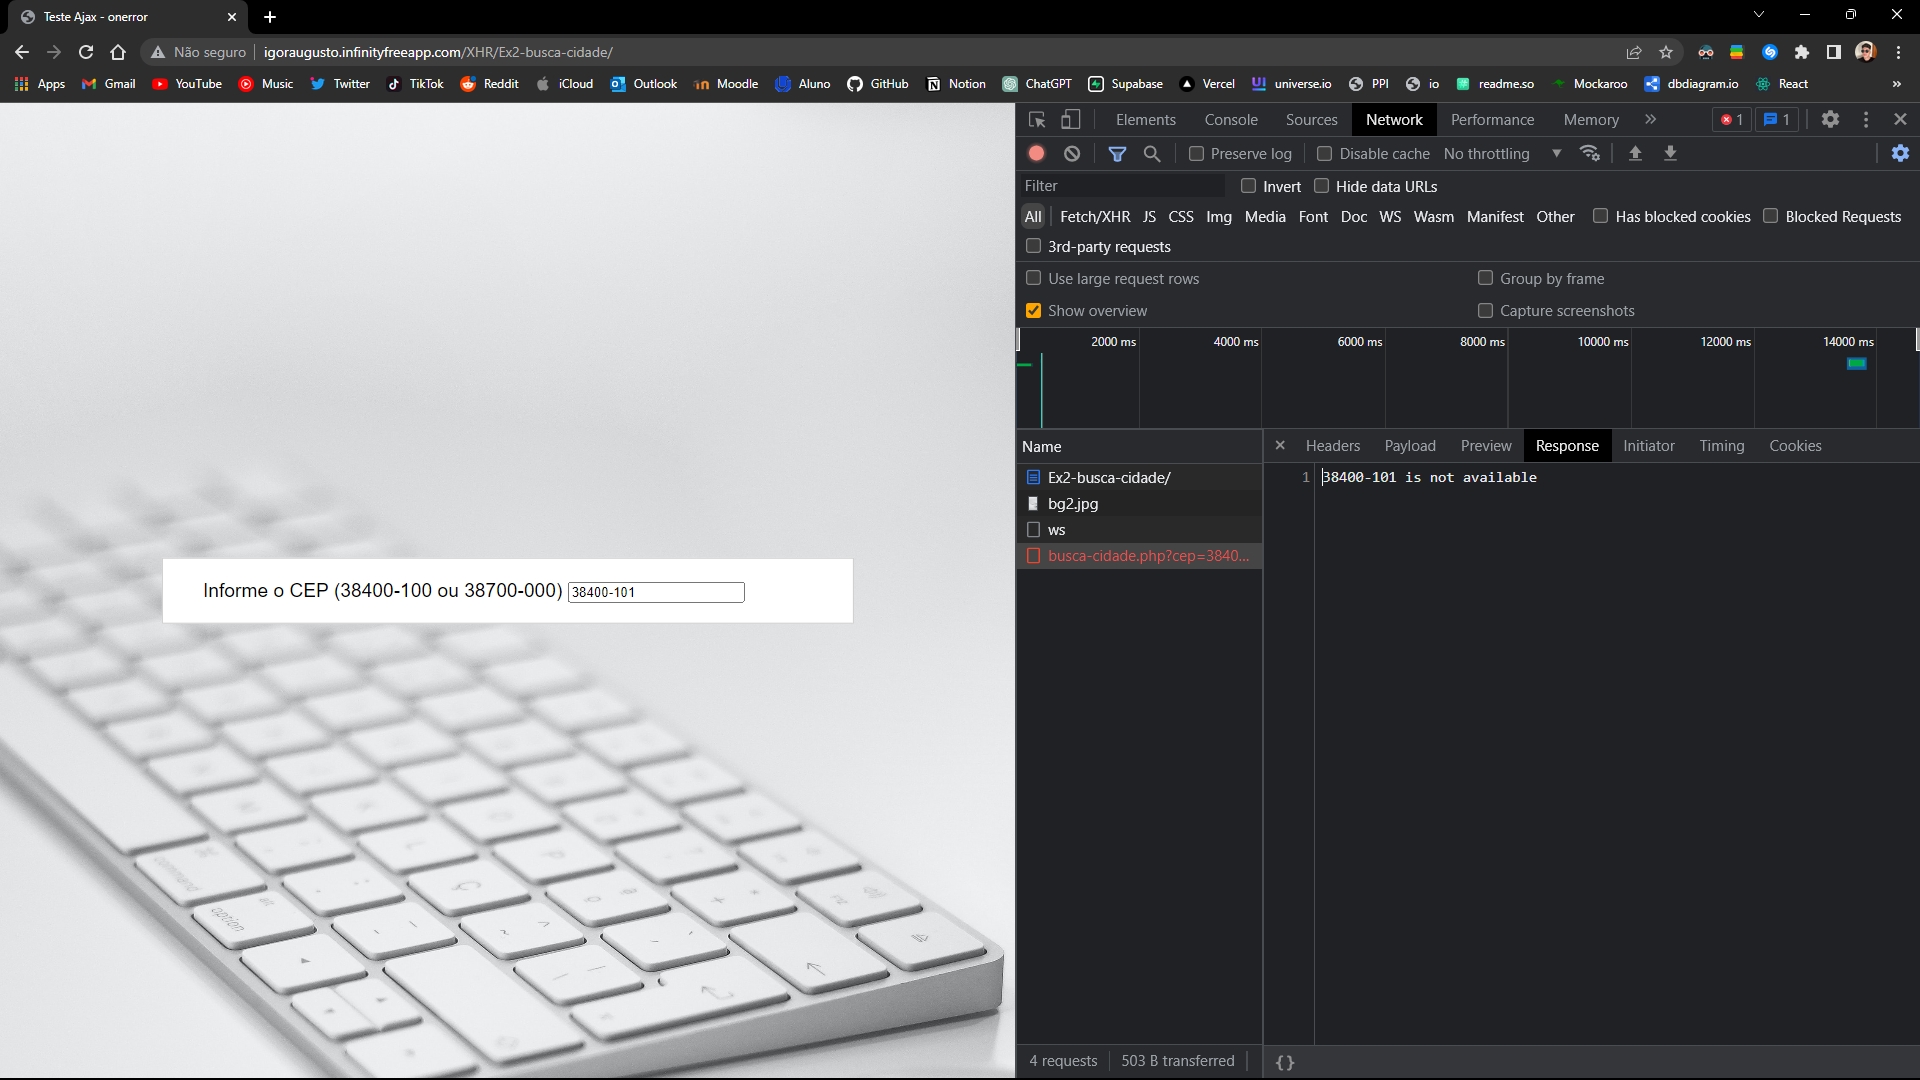 Teste Ajax - onerror
Não seguro
igoraugusto.infinityfreeapp.com/XHR/Ex2-busca-cidade/
Apps Gmail YouTube Music Twitter TikTok Reddit iCloud Outlook Moodle Aluno GitHub Notion ChatGPT Supabase Vercel universe.io PPI io readme.so Mockaroo dbdiagram.io React »
Elements Console Sources Network Performance Memory » 1 1
Preserve log Disable cache No throttling
Filter Invert Hide data URLs
All Fetch/XHR JS CSS Img Media Font Doc WS Wasm Manifest Other Has blocked cookies Blocked Requests
3rd-party requests
Use large request rows Group by frame
Show overview Capture screenshots
2000 ms 4000 ms 6000 ms 8000 ms 10000 ms 12000 ms 14000 ms
Name
Headers Payload Preview Response Initiator Timing Cookies
Ex2-busca-cidade/
bg2.jpg
ws
busca-cidade.php?cep=3840...
1 38400-101 is not available
Informe o CEP (38400-100 ou 38700-000) 38400-101
command
alt
option
4 requests 503 B transferred {}